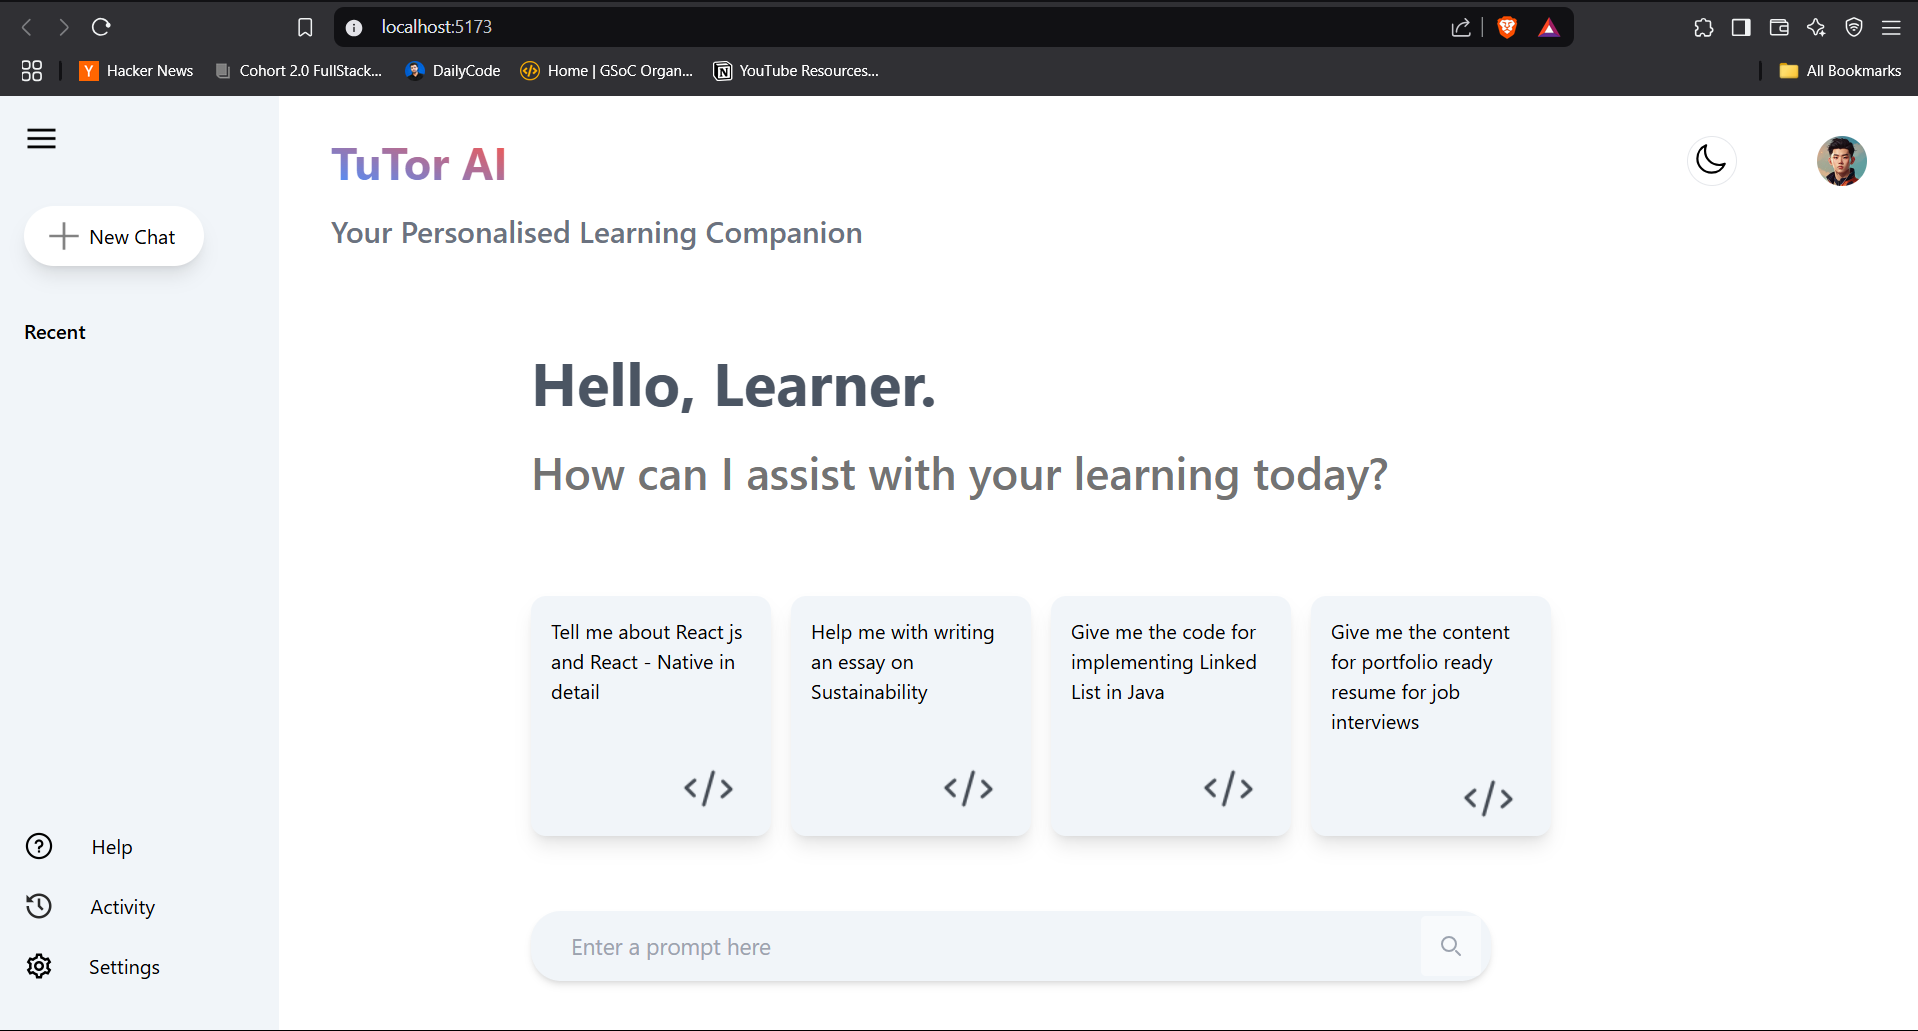 localhost:5173
Hacker News
Cohort 2.0 FullStack...
DailyCode
Home | GSoC Organ...
YouTube Resources...
All Bookmarks
New Chat
Recent
Help
Activity
Settings
TuTor AI
Your Personalised Learning Companion
Hello, Learner.
How can I assist with your learning today?
Tell me about React js
and React - Native in
detail
</>
Help me with writing
an essay on
Sustainability
</>
Give me the code for
implementing Linked
List in Java
</>
Give me the content
for portfolio ready
resume for job
interviews
</>
Enter a prompt here